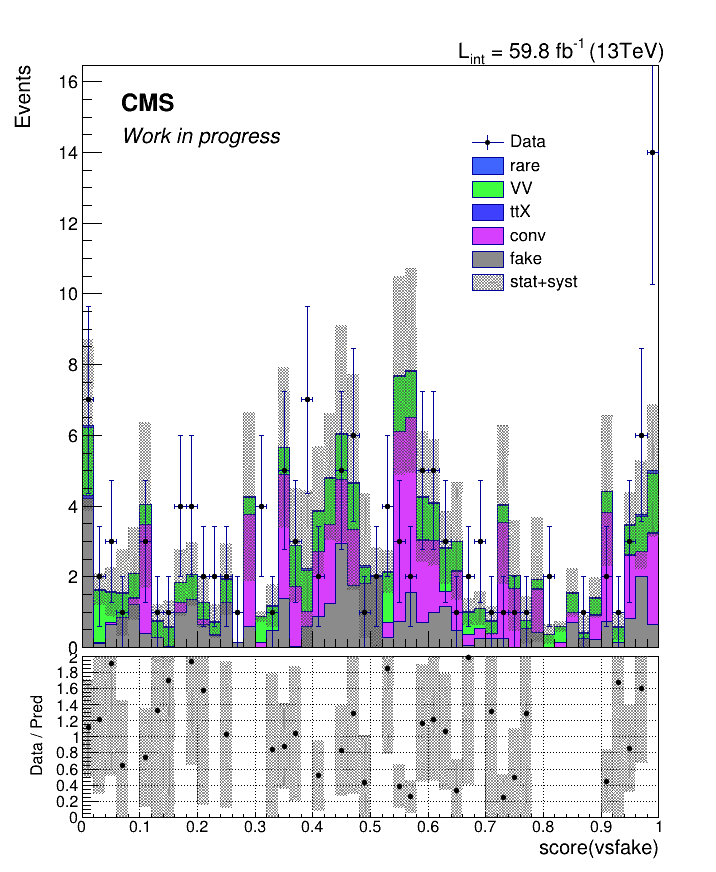 L_int = 59.8 fb^-1 (13TeV)
Events
CMS
Work in progress
Data
rare
VV
ttX
conv
fake
stat+syst
16
14
12
10
8
6
4
2
0
Data / Pred
2
1.8
1.6
1.4
1.2
1
0.8
0.6
0.4
0.2
0
0 0.1 0.2 0.3 0.4 0.5 0.6 0.7 0.8 0.9 1
score(vsfake)